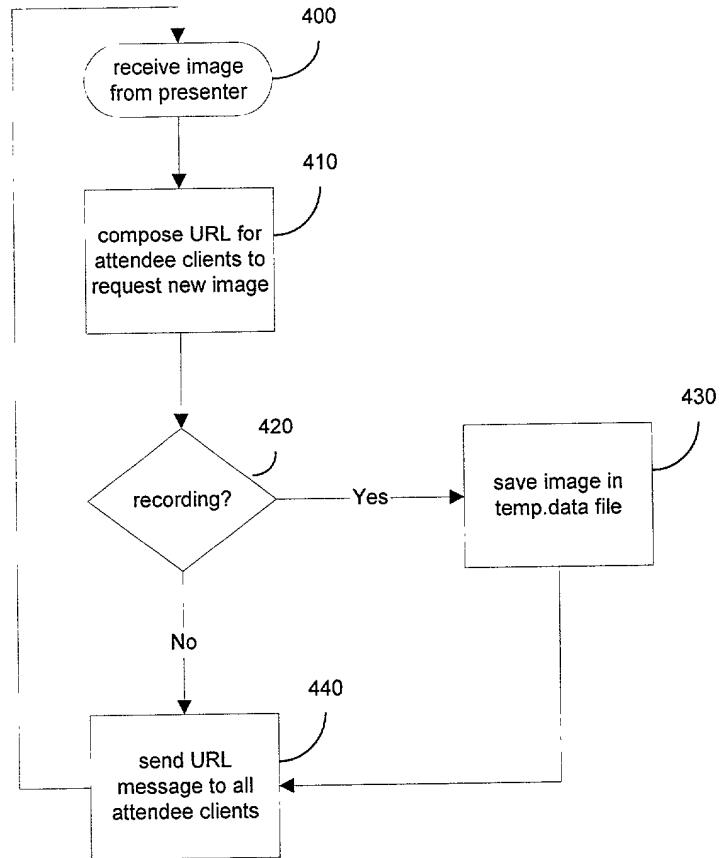 400
receive image
from presenter
410
compose URL for
attendee clients to
request new image
420
recording?
Yes
430
save image in
temp.data file
No
440
send URL
message to all
attendee clients